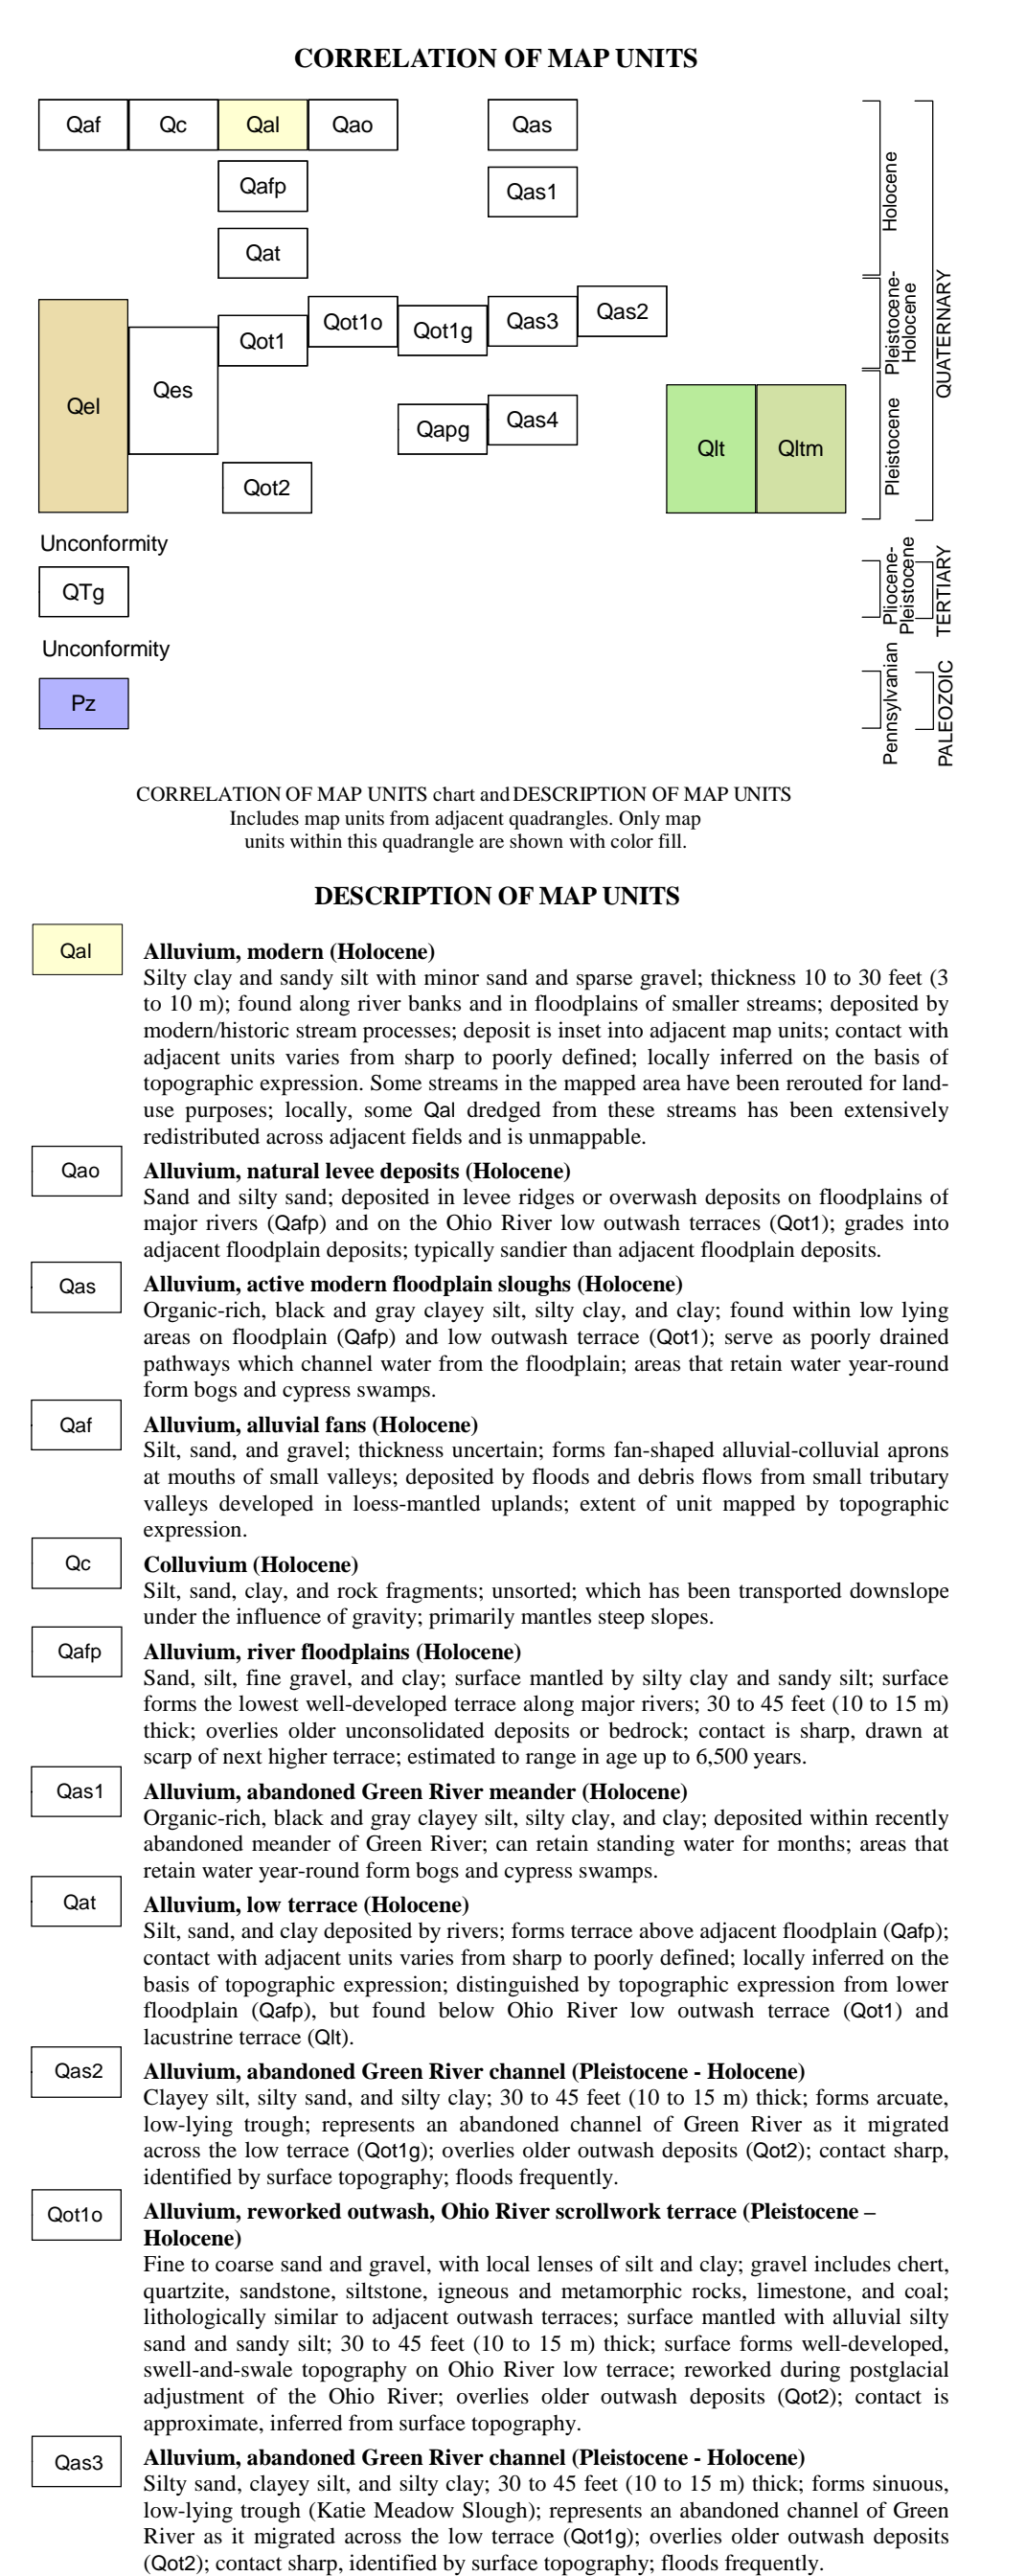 CORRELATION OF MAP UNITS
Qaf
Qc
Qal
Qao
Qas
Qafp
Qas1
Qat
Qot1o
Qot1g
Qas3
Qas2
Qot1
Qel
Qes
Qapg
Qas4
Qlt
Qltm
Qot2
Holocene
Pleistocene-
Holocene
Pleistocene
QUATERNARY
Unconformity
QTg
Pliocene-
Pleistocene
TERTIARY
Unconformity
Pz
Pennsylvanian
PALEOZOIC
CORRELATION OF MAP UNITS chart and DESCRIPTION OF MAP UNITS
Includes map units from adjacent quadrangles. Only map
units within this quadrangle are shown with color fill.
DESCRIPTION OF MAP UNITS
Qal
Alluvium, modern (Holocene)
Silty clay and sandy silt with minor sand and sparse gravel; thickness 10 to 30 feet (3
to 10 m); found along river banks and in floodplains of smaller streams; deposited by
modern/historic stream processes; deposit is inset into adjacent map units; contact with
adjacent units varies from sharp to poorly defined; locally inferred on the basis of
topographic expression. Some streams in the mapped area have been rerouted for land-
use purposes; locally, some Qal dredged from these streams has been extensively
redistributed across adjacent fields and is unmappable.
Qao
Alluvium, natural levee deposits (Holocene)
Sand and silty sand; deposited in levee ridges or overwash deposits on floodplains of
major rivers (Qafp) and on the Ohio River low outwash terraces (Qot1); grades into
adjacent floodplain deposits; typically sandier than adjacent floodplain deposits.
Qas
Alluvium, active modern floodplain sloughs (Holocene)
Organic-rich, black and gray clayey silt, silty clay, and clay; found within low lying
areas on floodplain (Qafp) and low outwash terrace (Qot1); serve as poorly drained
pathways which channel water from the floodplain; areas that retain water year-round
form bogs and cypress swamps.
Qaf
Alluvium, alluvial fans (Holocene)
Silt, sand, and gravel; thickness uncertain; forms fan-shaped alluvial-colluvial aprons
at mouths of small valleys; deposited by floods and debris flows from small tributary
valleys developed in loess-mantled uplands; extent of unit mapped by topographic
expression.
Qc
Colluvium (Holocene)
Silt, sand, clay, and rock fragments; unsorted; which has been transported downslope
under the influence of gravity; primarily mantles steep slopes.
Qafp
Alluvium, river floodplains (Holocene)
Sand, silt, fine gravel, and clay; surface mantled by silty clay and sandy silt; surface
forms the lowest well-developed terrace along major rivers; 30 to 45 feet (10 to 15 m)
thick; overlies older unconsolidated deposits or bedrock; contact is sharp, drawn at
scarp of next higher terrace; estimated to range in age up to 6,500 years.
Qas1
Alluvium, abandoned Green River meander (Holocene)
Organic-rich, black and gray clayey silt, silty clay, and clay; deposited within recently
abandoned meander of Green River; can retain standing water for months; areas that
retain water year-round form bogs and cypress swamps.
Qat
Alluvium, low terrace (Holocene)
Silt, sand, and clay deposited by rivers; forms terrace above adjacent floodplain (Qafp);
contact with adjacent units varies from sharp to poorly defined; locally inferred on the
basis of topographic expression; distinguished by topographic expression from lower
floodplain (Qafp), but found below Ohio River low outwash terrace (Qot1) and
lacustrine terrace (Qlt).
Qas2
Alluvium, abandoned Green River channel (Pleistocene - Holocene)
Clayey silt, silty sand, and silty clay; 30 to 45 feet (10 to 15 m) thick; forms arcuate,
low-lying trough; represents an abandoned channel of Green River as it migrated
across the low terrace (Qot1g); overlies older outwash deposits (Qot2); contact sharp,
identified by surface topography; floods frequently.
Qot1o
Alluvium, reworked outwash, Ohio River scrollwork terrace (Pleistocene –
Holocene)
Fine to coarse sand and gravel, with local lenses of silt and clay; gravel includes chert,
quartzite, sandstone, siltstone, igneous and metamorphic rocks, limestone, and coal;
lithologically similar to adjacent outwash terraces; surface mantled with alluvial silty
sand and sandy silt; 30 to 45 feet (10 to 15 m) thick; surface forms well-developed,
swell-and-swale topography on Ohio River low terrace; reworked during postglacial
adjustment of the Ohio River; overlies older outwash deposits (Qot2); contact is
approximate, inferred from surface topography.
Qas3
Alluvium, abandoned Green River channel (Pleistocene - Holocene)
Silty sand, clayey silt, and silty clay; 30 to 45 feet (10 to 15 m) thick; forms sinuous,
low-lying trough (Katie Meadow Slough); represents an abandoned channel of Green
River as it migrated across the low terrace (Qot1g); overlies older outwash deposits
(Qot2); contact sharp, identified by surface topography; floods frequently.